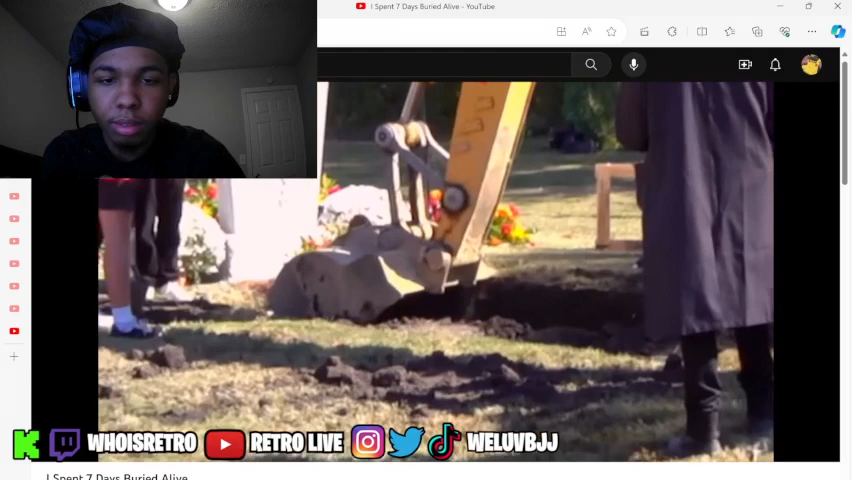 I Spent 7 Days Buried Alive - YouTube
WHOISRETRO RETRO LIVE WELUVBJJ
I Spent 7 Days Buried Alive